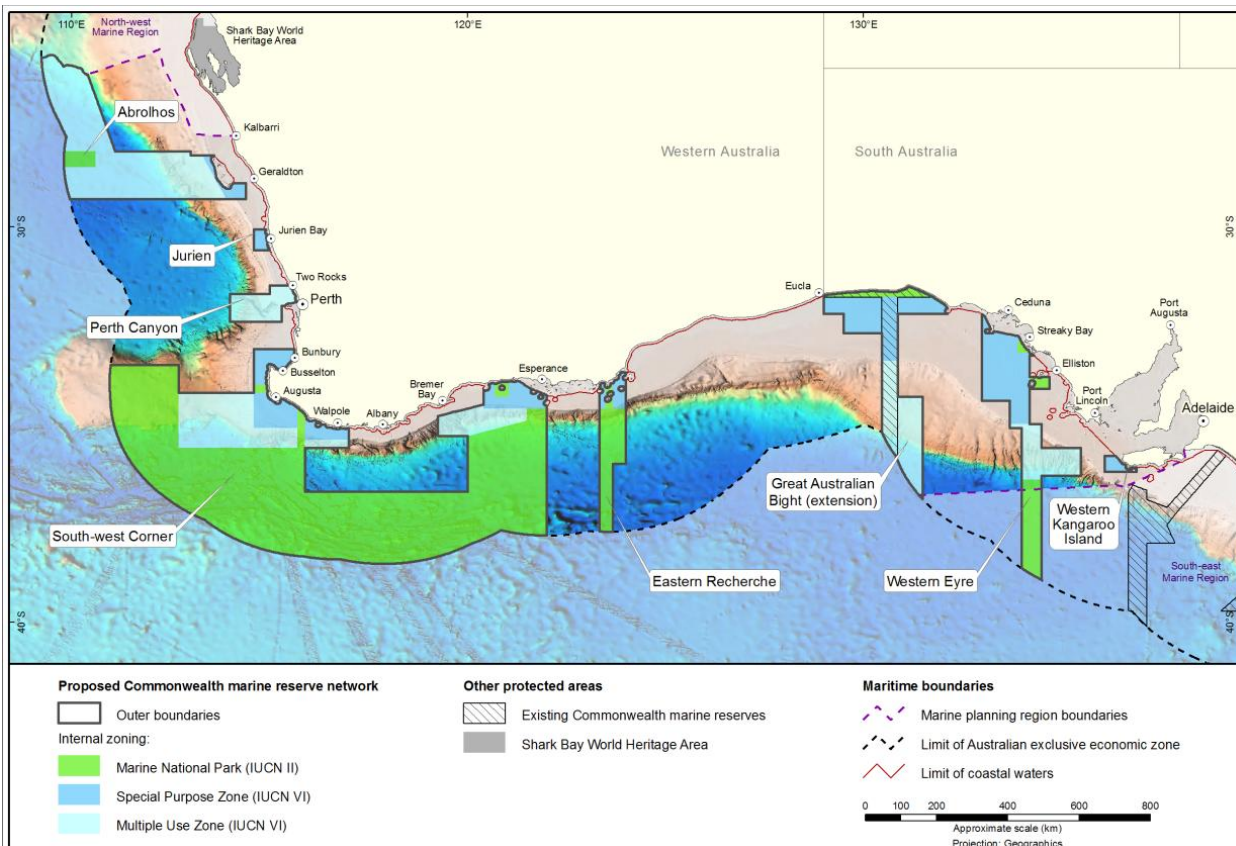 110°E
120°E
130°E
North-west
Marine Region
Shark Bay World
Heritage Area
Abrolhos
Kalbarri
Western Australia
South Australia
Geraldton
30°S
30°S
Jurien Bay
Jurien
Two Rocks
Perth
Eucla
Ceduna
Port
Augusta
Perth Canyon
Streaky Bay
Bunbury
Elliston
Busselton
Esperance
Augusta
Bremer
Bay
Port
Lincoln
Walpole
Albany
Adelaide
Great Australian
Bight (extension)
Western
Kangaroo
Island
South-west Corner
Eastern Recherche
Western Eyre
South-east
Marine Region
40°S
40°S
Proposed Commonwealth marine reserve network
Outer boundaries
Internal zoning:
Marine National Park (IUCN II)
Special Purpose Zone (IUCN VI)
Multiple Use Zone (IUCN VI)
Other protected areas
Existing Commonwealth marine reserves
Shark Bay World Heritage Area
Maritime boundaries
Marine planning region boundaries
Limit of Australian exclusive economic zone
Limit of coastal waters
0 100 200 400 600 800
Approximate scale (km)
Projection: Geographics